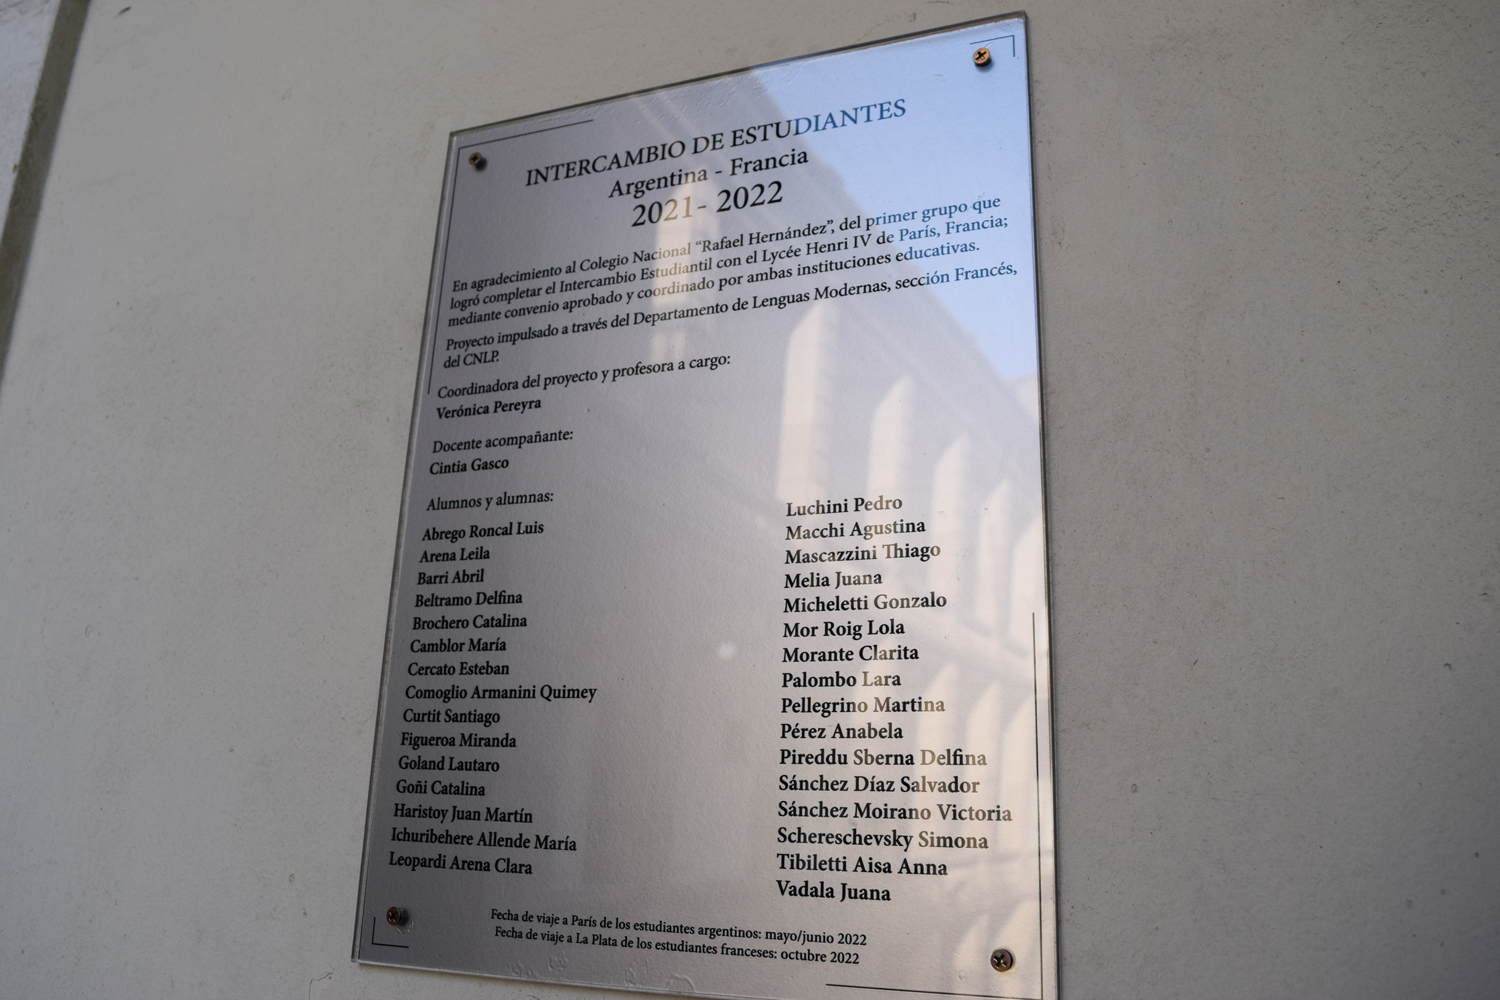 INTERCAMBIO DE ESTUDIANTES
Argentina - Francia
2021- 2022
En agradecimiento al Colegio Nacional “Rafael Hernández”, del primer grupo que
logró completar el Intercambio Estudiantil con el Lycée Henri IV de París, Francia;
mediante convenio aprobado y coordinado por ambas instituciones educativas.
Proyecto impulsado a través del Departamento de Lenguas Modernas, sección Francés,
del CNLP.
Coordinadora del proyecto y profesora a cargo:
Verónica Pereyra
Docente acompañante:
Cintia Gasco
Alumnos y alumnas:
Abrego Roncal Luis
Arena Leila
Barri Abril
Beltramo Delfina
Brochero Catalina
Camblor María
Cercato Esteban
Comoglio Armanini Quimey
Curtit Santiago
Figueroa Miranda
Goland Lautaro
Goñi Catalina
Haristoy Juan Martín
Ichuribehere Allende María
Leopardi Arena Clara
Luchini Pedro
Macchi Agustina
Mascazzini Thiago
Melia Juana
Micheletti Gonzalo
Mor Roig Lola
Morante Clarita
Palombo Lara
Pellegrino Martina
Pérez Anabela
Pireddu Sberna Delfina
Sánchez Díaz Salvador
Sánchez Moirano Victoria
Schereschevsky Simona
Tibiletti Aisa Anna
Vadala Juana
Fecha de viaje a París de los estudiantes argentinos: mayo/junio 2022
Fecha de viaje a La Plata de los estudiantes franceses: octubre 2022